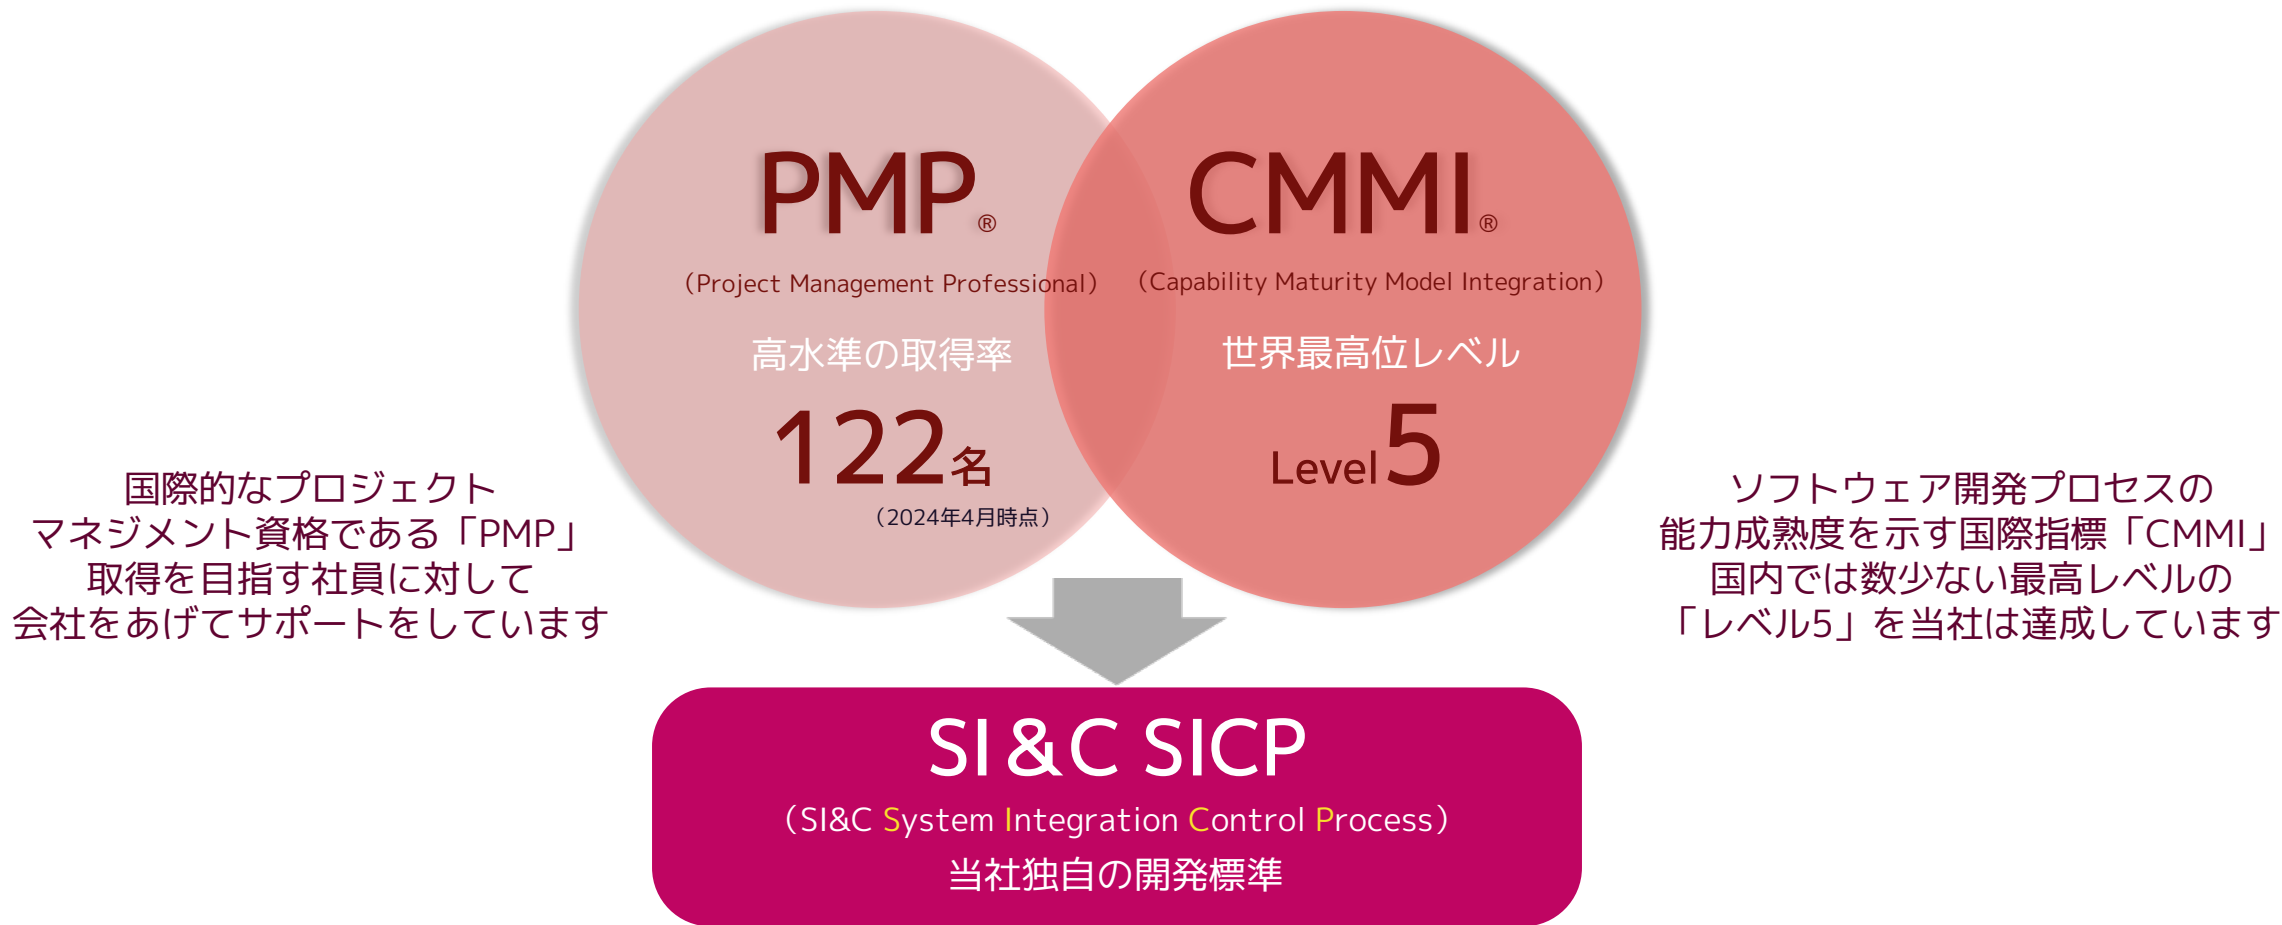 PMP®
（Project Management Professional）
高水準の取得率
122名
（2024年4月時点）
CMMI®
（Capability Maturity Model Integration）
世界最高位レベル
Level5
国際的なプロジェクト
マネジメント資格である「PMP」
取得を目指す社員に対して
会社をあげてサポートをしています
ソフトウェア開発プロセスの
能力成熟度を示す国際指標「CMMI」
国内では数少ない最高レベルの
「レベル5」を当社は達成しています
SI＆C SICP
（SI&C System Integration Control Process）
当社独自の開発標準